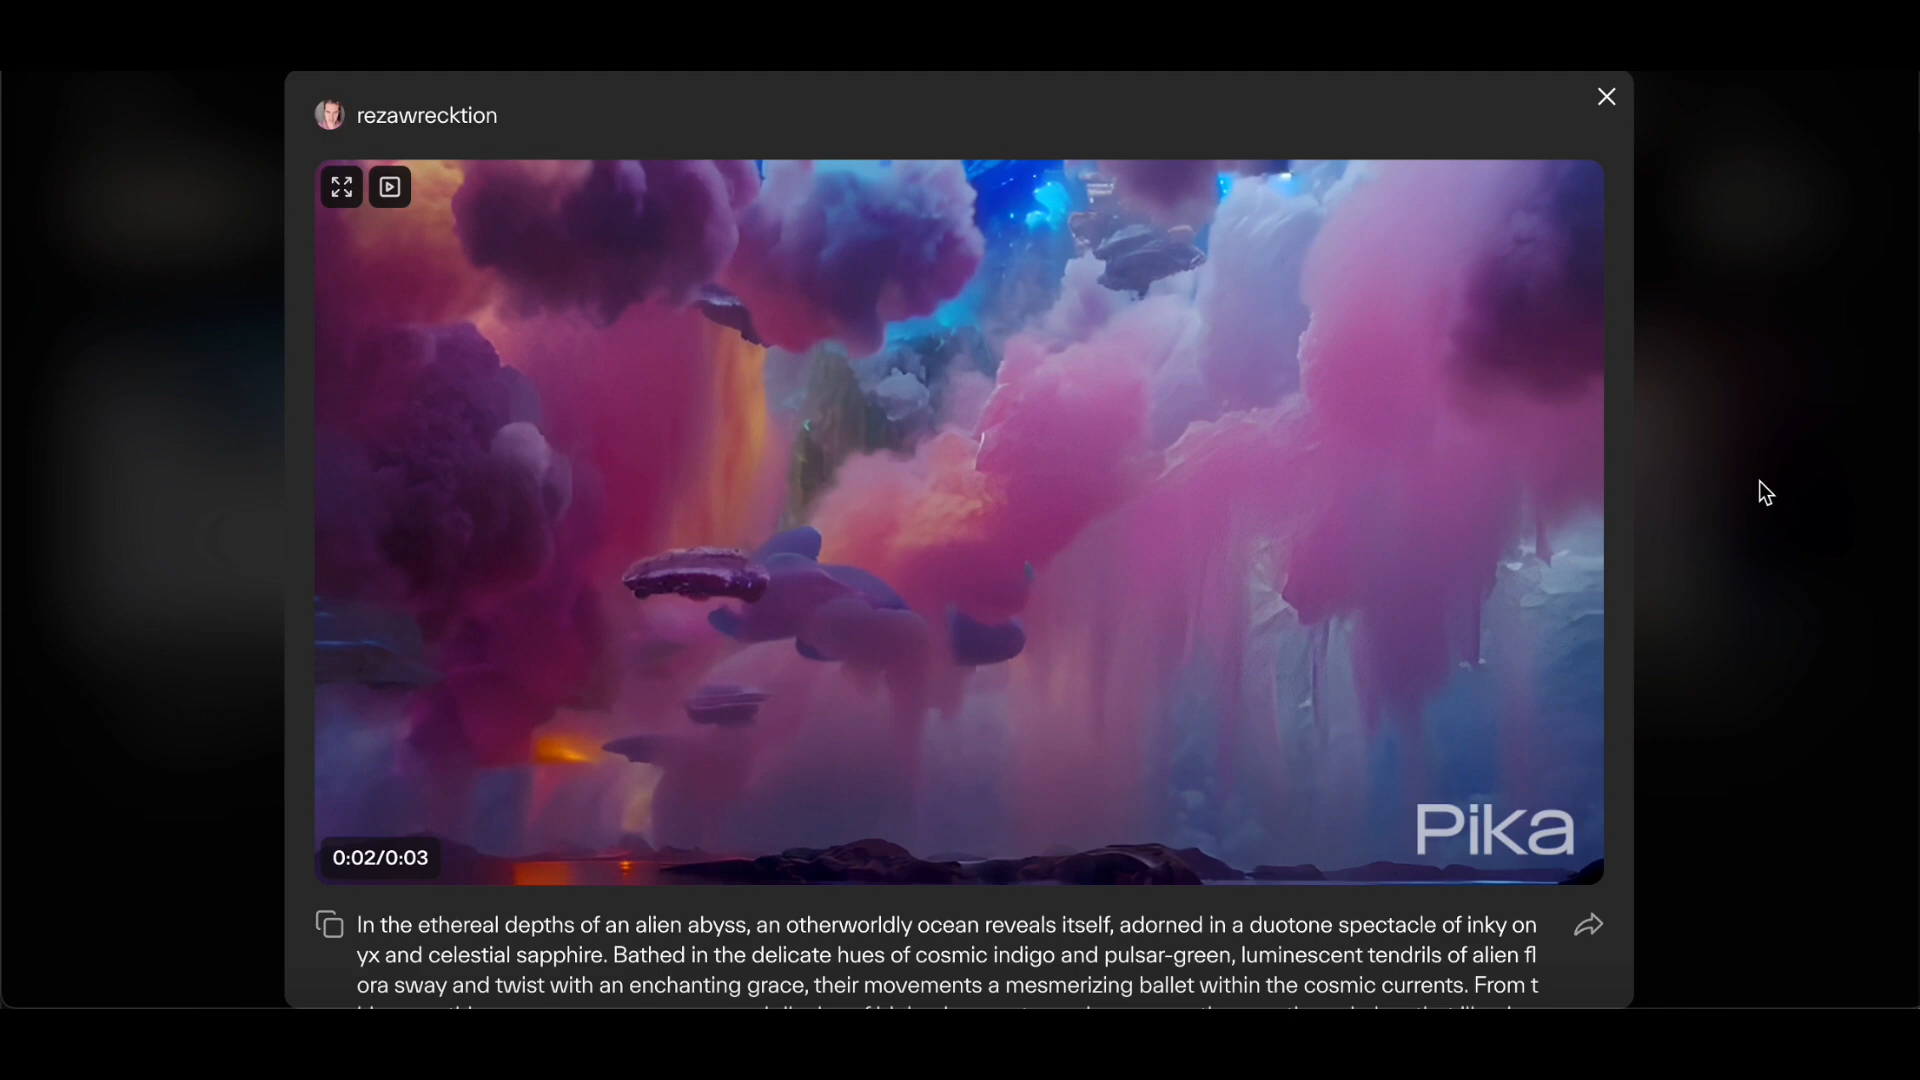 rezawrecktion
Pika
0:02/0:03
In the ethereal depths of an alien abyss, an otherworldly ocean reveals itself, adorned in a duotone spectacle of inky on
yx and celestial sapphire. Bathed in the delicate hues of cosmic indigo and pulsar-green, luminescent tendrils of alien fl
ora sway and twist with an enchanting grace, their movements a mesmerizing ballet within the cosmic currents. From t